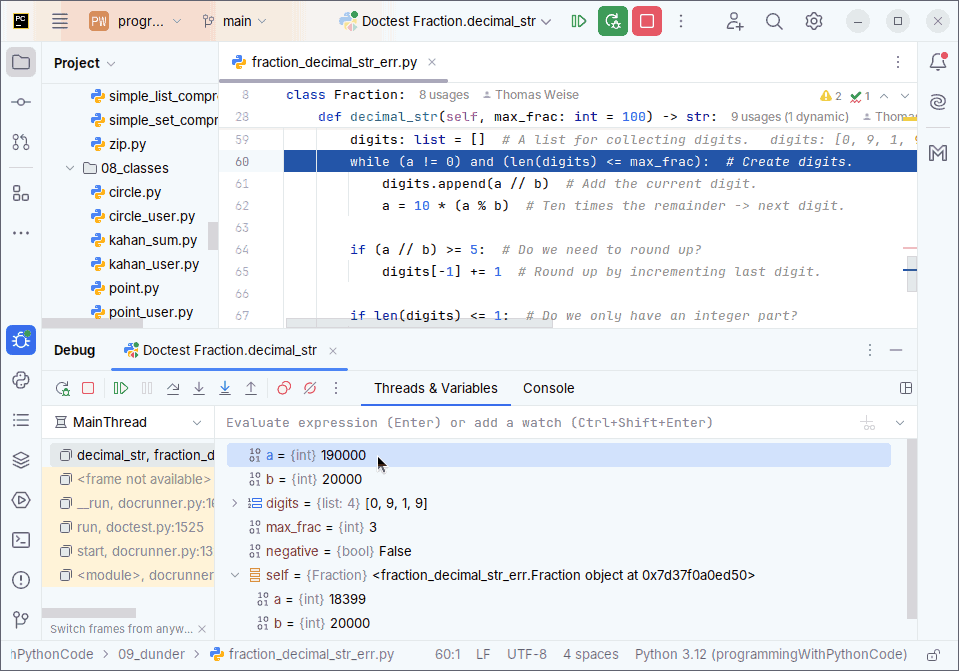 PC PW progr... main Doctest Fraction.decimal_str
Project
simple_list_compr
simple_set_compr
zip.py
08_classes
circle.py
circle_user.py
kahan_sum.py
kahan_user.py
point.py
point_user.py
fraction_decimal_str_err.py
8 class Fraction: 8 usages Thomas Weise 2 1
28 def decimal_str(self, max_frac: int = 100) -> str: 9 usages (1 dynamic) Thomas
59 digits: list = [] # A list for collecting digits. digits: [0, 9, 1, 9
60 while (a != 0) and (len(digits) <= max_frac): # Create digits.
61 digits.append(a // b) # Add the current digit.
62 a = 10 * (a % b) # Ten times the remainder -> next digit.
63
64 if (a // b) >= 5: # Do we need to round up?
65 digits[-1] += 1 # Round up by incrementing last digit.
66
67 if len(digits) <= 1: # Do we only have an integer part?
Debug Doctest Fraction.decimal_str
Threads & Variables Console
MainThread
Evaluate expression (Enter) or add a watch (Ctrl+Shift+Enter)
decimal_str, fraction_d
<frame not available>
__run, docrunner.py:16
run, doctest.py:1525
start, docrunner.py:13
<module>, docrunner
Switch frames from anyw...
a = {int} 190000
b = {int} 20000
digits = {list: 4} [0, 9, 1, 9]
max_frac = {int} 3
negative = {bool} False
self = {Fraction} <fraction_decimal_str_err.Fraction object at 0x7d37f0a0ed50>
a = {int} 18399
b = {int} 20000
hPythonCode > 09_dunder > fraction_decimal_str_err.py 60:1 LF UTF-8 4 spaces Python 3.12 (programmingWithPythonCode)